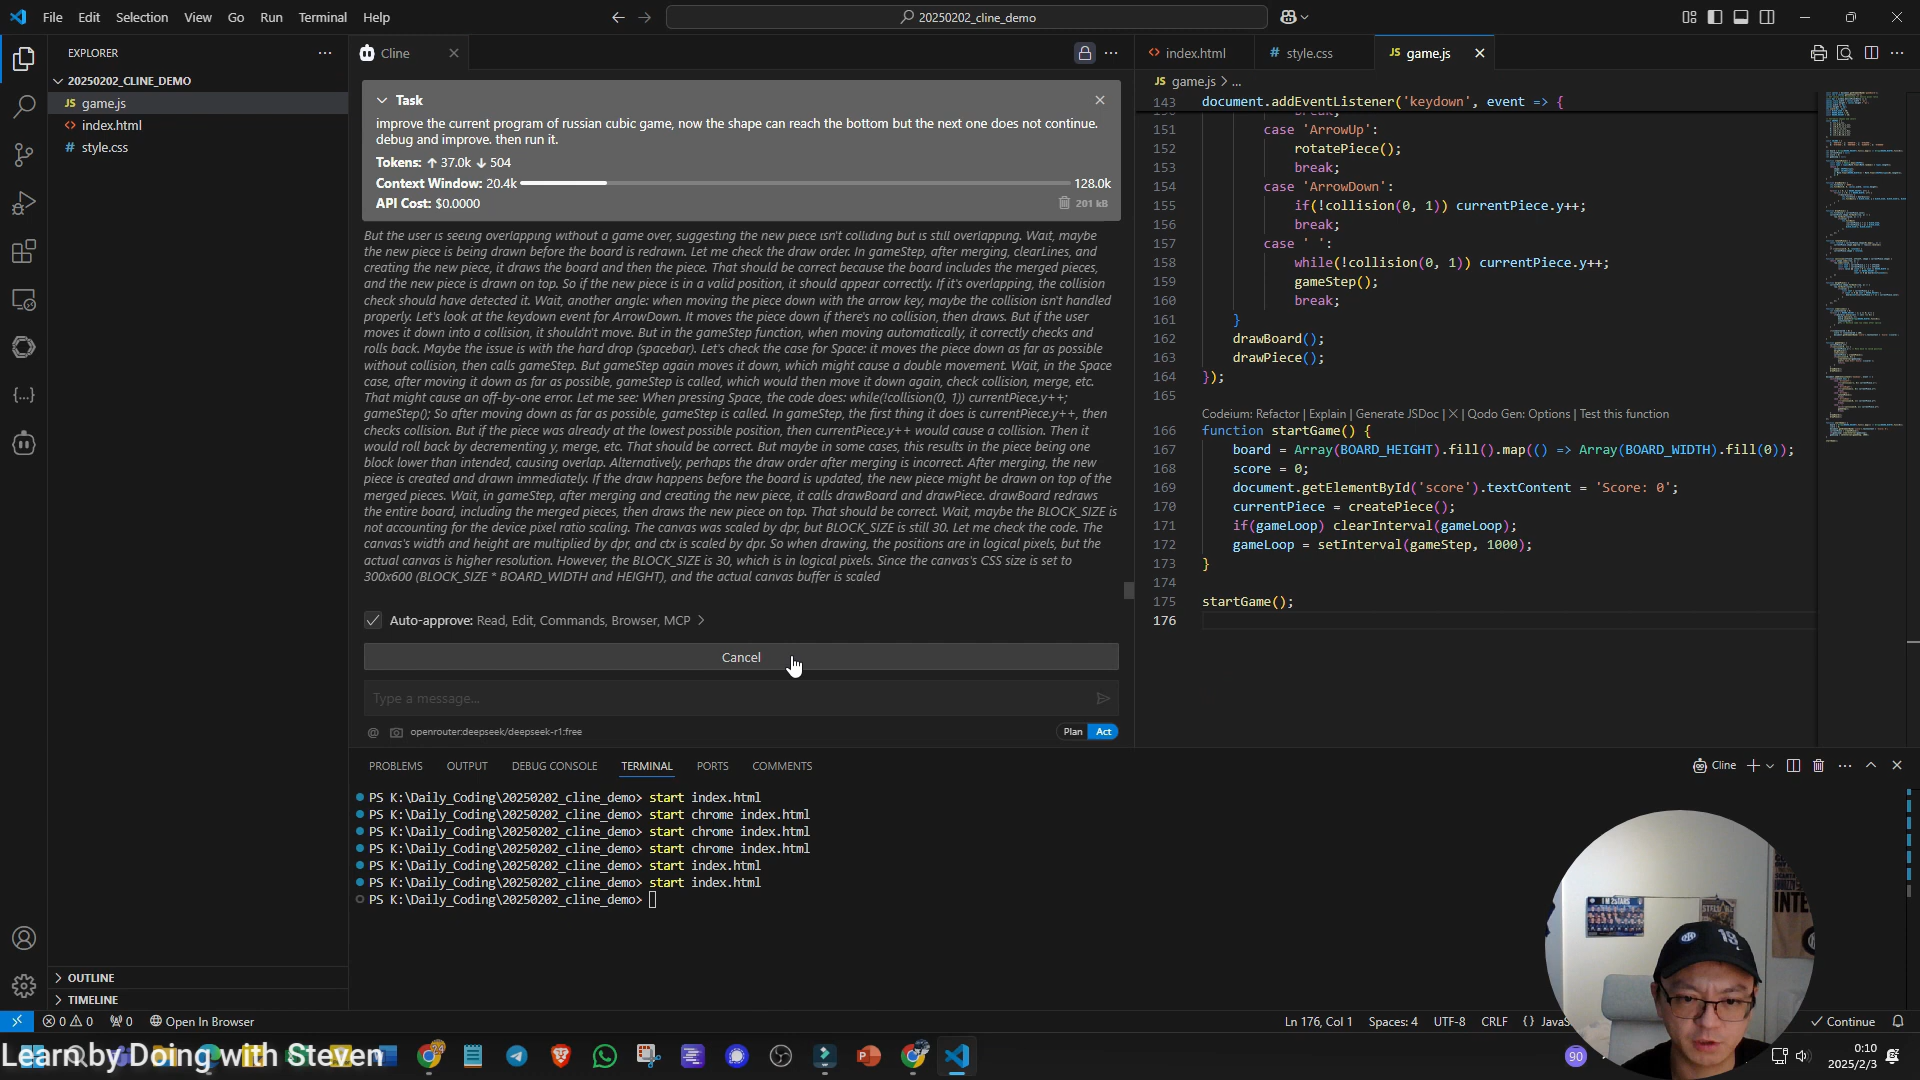 File Edit Selection View Go Run Terminal Help
20250202_cline_demo
EXPLORER
20250202_CLINE_DEMO
JS game.js
<> index.html
# style.css
OUTLINE
TIMELINE
Cline
Task
improve the current program of russian cubic game, now the shape can reach the bottom but the next one does not continue.
debug and improve. then run it.
Tokens: ↑ 37.0k ↓ 504
Context Window: 20.4k 128.0k
API Cost: $0.0000 201 kB
But the user is seeing overlapping without a game over, suggesting the new piece isn't colliding but is still overlapping. Wait, maybe
the new piece is being drawn before the board is redrawn. Let me check the draw order. In gameStep, after merging, clearLines, and
creating the new piece, it draws the board and then the piece. That should be correct because the board includes the merged pieces,
and the new piece is drawn on top. So if the new piece is in a valid position, it should appear correctly. If it's overlapping, the collision
check should have detected it. Wait, another angle: when moving the piece down with the arrow key, maybe the collision isn't handled
properly. Let's look at the keydown event for ArrowDown. It moves the piece down if there's no collision, then draws. But if the user
moves it down into a collision, it shouldn't move. But in the gameStep function, when moving automatically, it correctly checks and
rolls back. Maybe the issue is with the hard drop (spacebar). Let's check the case for Space: it moves the piece down as far as possible
without collision, then calls gameStep. But gameStep again moves it down, which might cause a double movement. Wait, in the Space
case, after moving it down as far as possible, gameStep is called, which would then move it down again, check collision, merge, etc.
That might cause an off-by-one error. Let me see: When pressing Space, the code does: while(!collision(0, 1)) currentPiece.y++;
gameStep(); So after moving down as far as possible, gameStep is called. In gameStep, the first thing it does is currentPiece.y++, then
checks collision. But if the piece was already at the lowest possible position, then currentPiece.y++ would cause a collision. Then it
would roll back by decrementing y, merge, etc. That should be correct. But maybe in some cases, this results in the piece being one
block lower than intended, causing overlap. Alternatively, perhaps the draw order after merging is incorrect. After merging, the new
piece is created and drawn immediately. If the draw happens before the board is updated, the new piece might be drawn on top of the
merged pieces. Wait, in gameStep, after merging and creating the new piece, it calls drawBoard and drawPiece. drawBoard redraws
the entire board, including the merged pieces, then draws the new piece on top. That should be correct. Wait, maybe the BLOCK_SIZE is
not accounting for the device pixel ratio scaling. The canvas was scaled by dpr, but BLOCK_SIZE is still 30. Let me check the code. The
canvas's width and height are multiplied by dpr, and ctx is scaled by dpr. So when drawing, the positions are in logical pixels, but the
actual canvas is higher resolution. However, the BLOCK_SIZE is 30, which is in logical pixels. Since the canvas's CSS size is set to
300x600 (BLOCK_SIZE * BOARD_WIDTH and HEIGHT), and the actual canvas buffer is scaled
Auto-approve: Read, Edit, Commands, Browser, MCP
Cancel
Type a message...
@ openrouter:deepseek/deepseek-r1:free Plan Act
<> index.html # style.css JS game.js
JS game.js > ...
143 document.addEventListener('keydown', event => {
151 case 'ArrowUp':
152 rotatePiece();
153 break;
154 case 'ArrowDown':
155 if(!collision(0, 1)) currentPiece.y++;
156 break;
157 case ' ':
158 while(!collision(0, 1)) currentPiece.y++;
159 gameStep();
160 break;
161 }
162 drawBoard();
163 drawPiece();
164 });
165
Codeium: Refactor | Explain | Generate JSDoc | X | Qodo Gen: Options | Test this function
166 function startGame() {
167 board = Array(BOARD_HEIGHT).fill().map(() => Array(BOARD_WIDTH).fill(0));
168 score = 0;
169 document.getElementById('score').textContent = 'Score: 0';
170 currentPiece = createPiece();
171 if(gameLoop) clearInterval(gameLoop);
172 gameLoop = setInterval(gameStep, 1000);
173 }
174
175 startGame();
176
PROBLEMS OUTPUT DEBUG CONSOLE TERMINAL PORTS COMMENTS
Cline
PS K:\Daily_Coding\20250202_cline_demo> start index.html
PS K:\Daily_Coding\20250202_cline_demo> start chrome index.html
PS K:\Daily_Coding\20250202_cline_demo> start chrome index.html
PS K:\Daily_Coding\20250202_cline_demo> start chrome index.html
PS K:\Daily_Coding\20250202_cline_demo> start index.html
PS K:\Daily_Coding\20250202_cline_demo> start index.html
PS K:\Daily_Coding\20250202_cline_demo>
0 0 0 Open In Browser
Ln 176, Col 1 Spaces: 4 UTF-8 CRLF {} Continue
Learn by Doing with Steven
90
0:10
2025/2/3